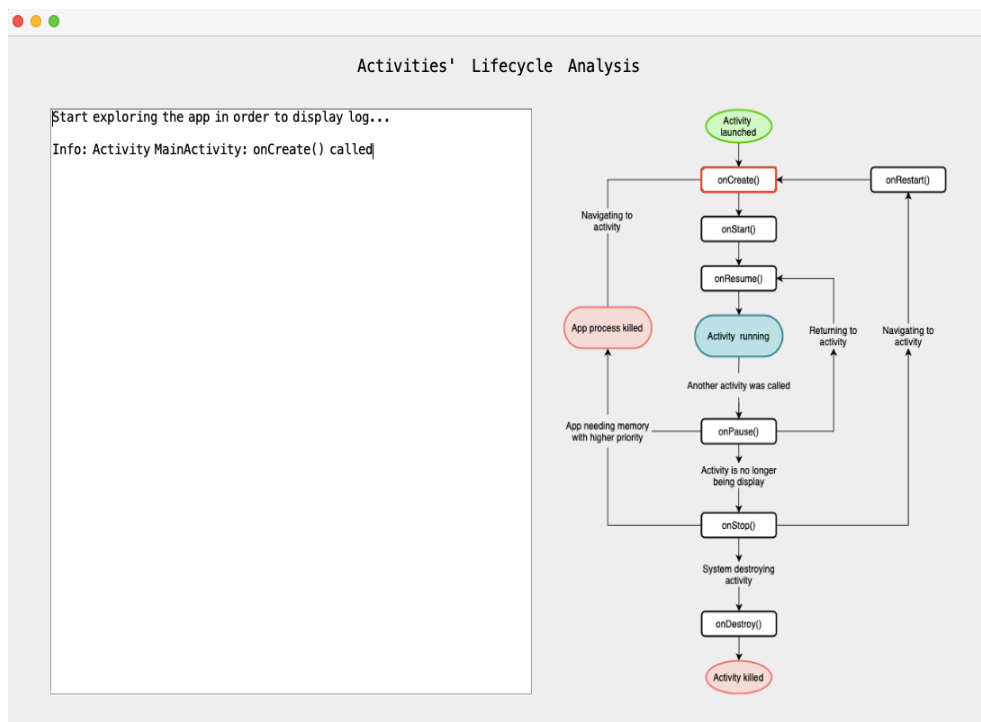 Activities' Lifecycle Analysis
Start exploring the app in order to display log...
Info: Activity MainActivity: onCreate() called
Activity
launched
onCreate()
onRestart()
Navigating to
activity
onStart()
onResume()
App process killed
Activity running
Returning to
activity
Navigating to
activity
Another activity was called
App needing memory
with higher priority
onPause()
Activity is no longer
being display
onStop()
System destroying
activity
onDestroy()
Activity killed